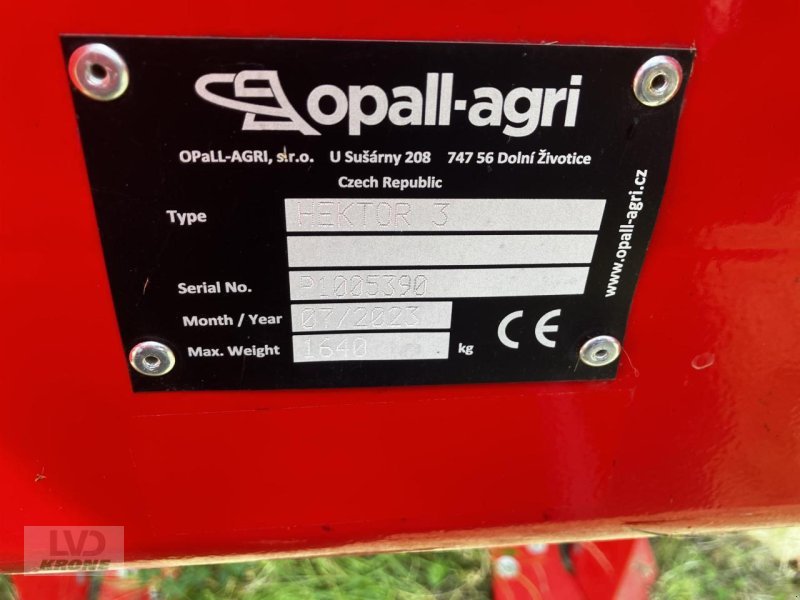 opall-agri
OPaLL-AGRI, s.r.o. U Sušárny 208 747 56 Dolní Životice
Czech Republic
Type HEKTOR 3
Serial No. P1005390
Month / Year 07/2023
Max. Weight 1640 kg
CE
www.opall-agri.cz
LVD
KRONE